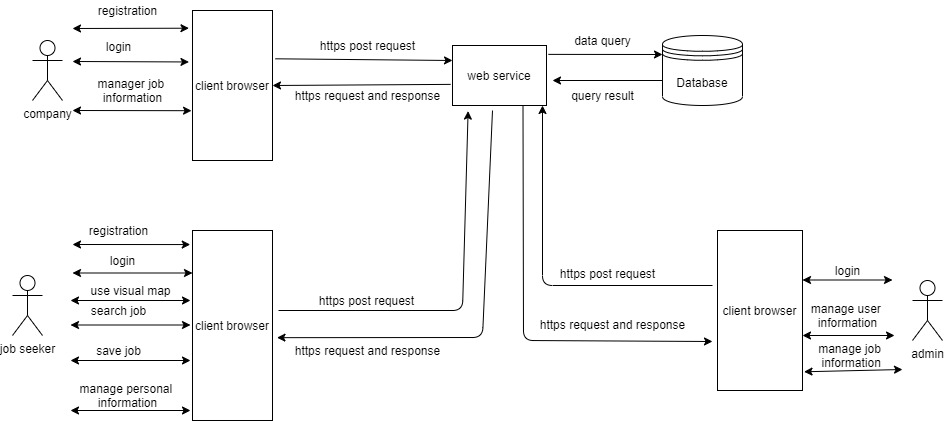 registration
login
manager job
information
company
client browser
https post request
https request and response
web service
data query
query result
Database
registration
login
use visual map
search job
save job
manage personal
information
job seeker
client browser
https post request
https request and response
https post request
https request and response
client browser
login
manage user
information
manage job
information
admin